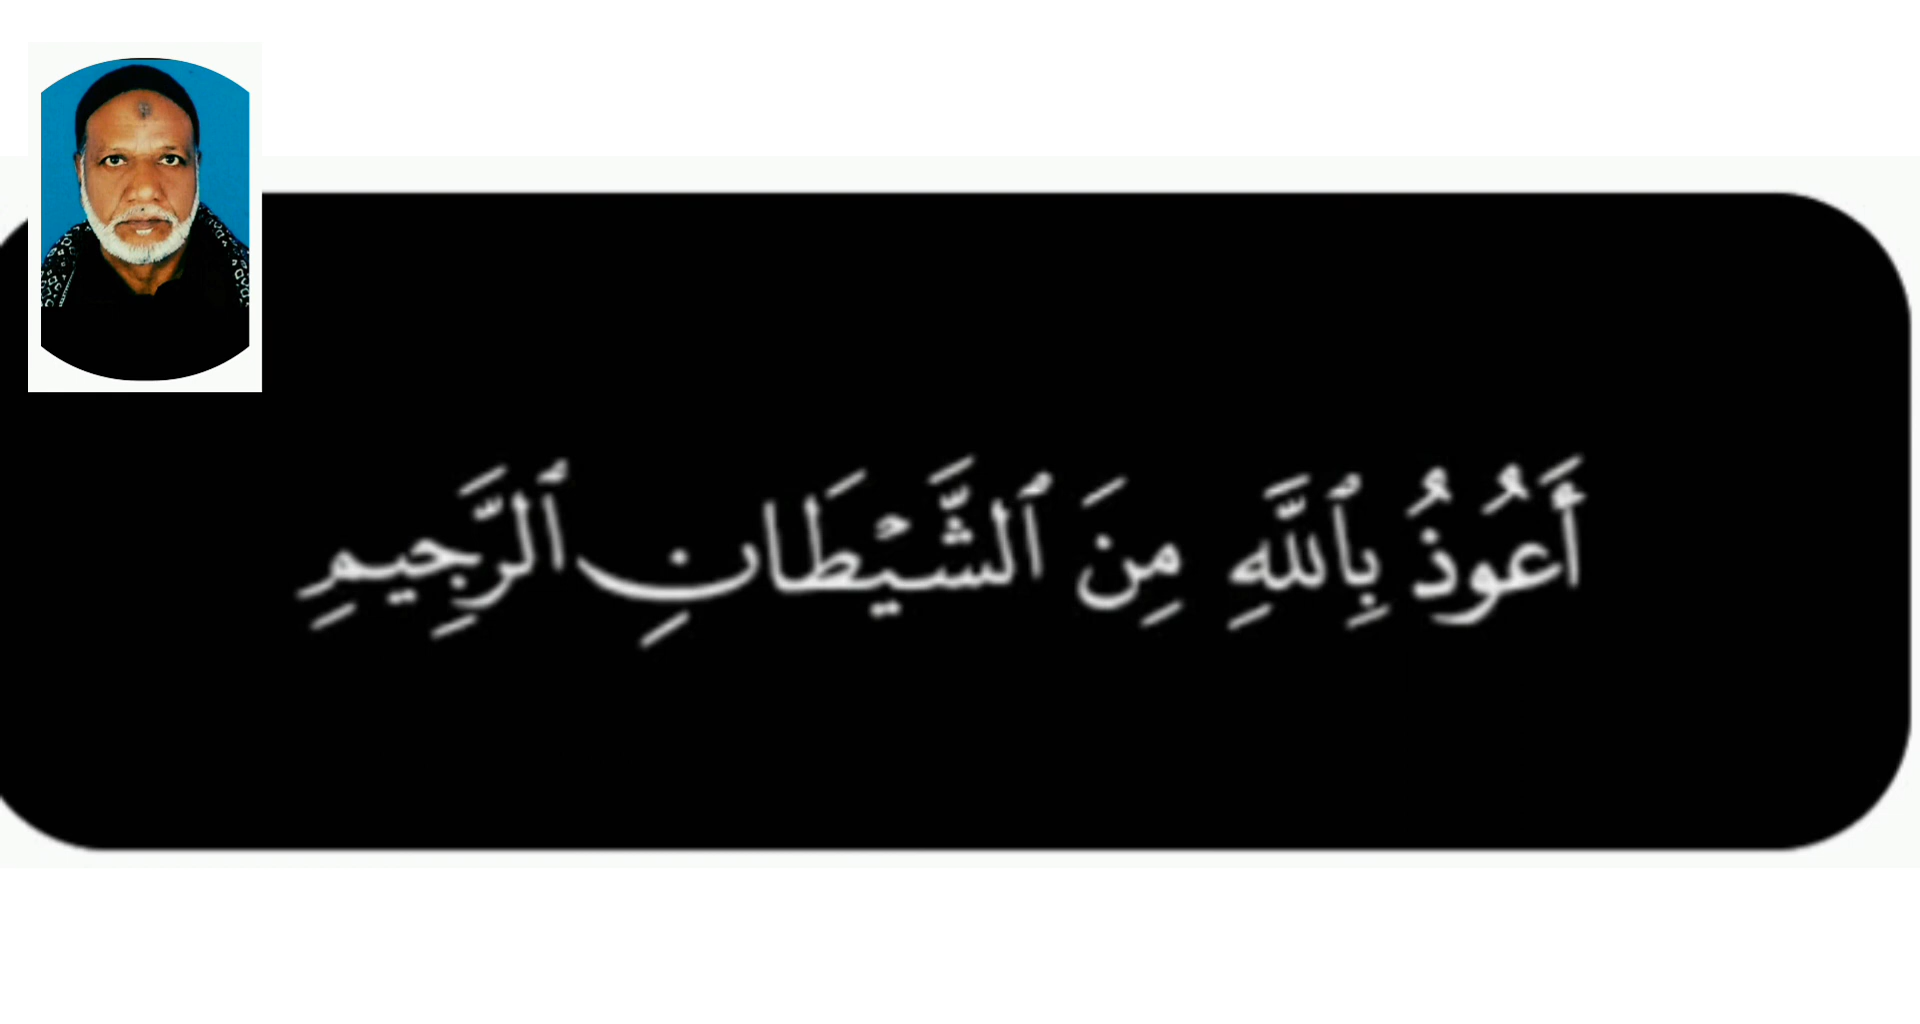 أَعُوذُ بِٱللَّهِ مِنَ ٱلشَّيۡطَانِ ٱلرَّجِيمِ